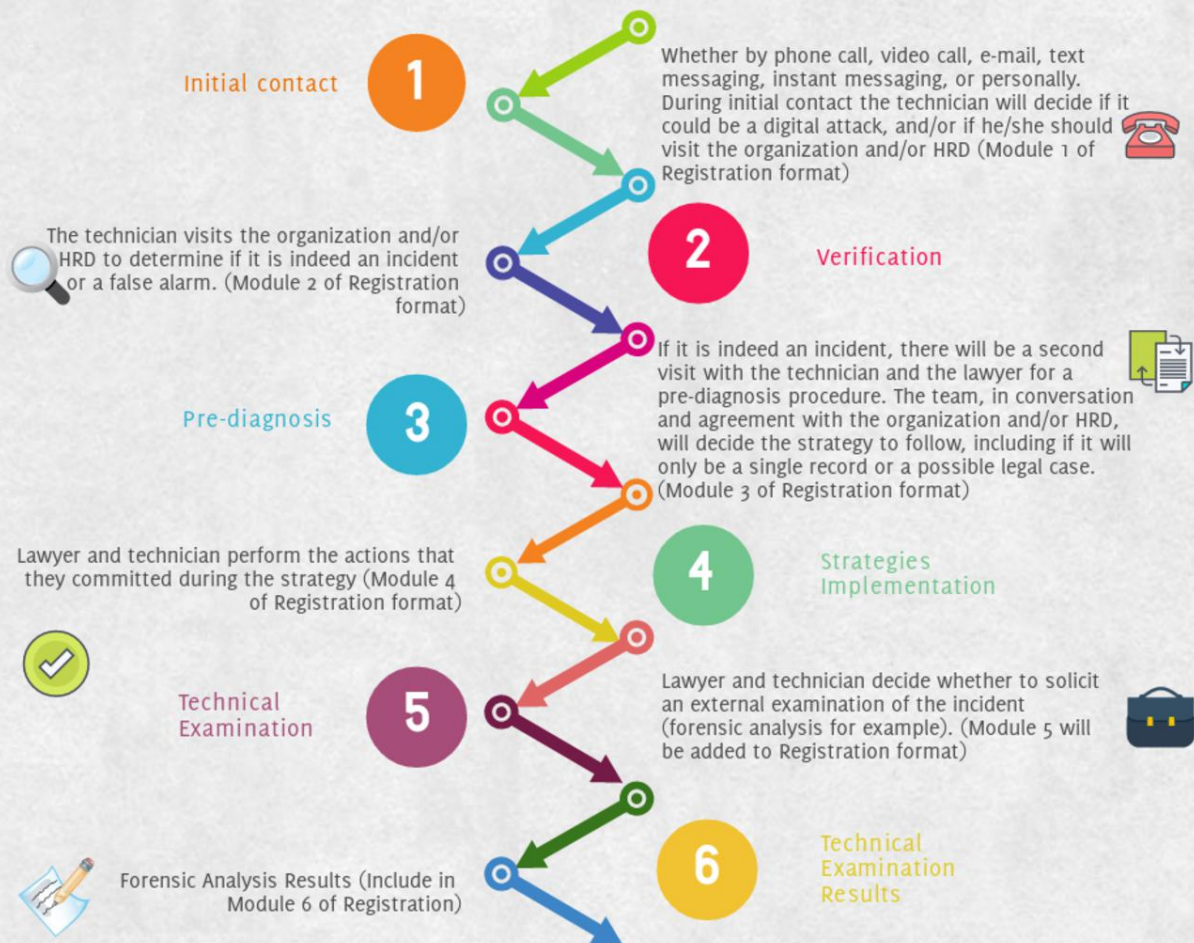 1
Initial contact
Whether by phone call, video call, e-mail, text
messaging, instant messaging, or personally.
During initial contact the technician will decide if it
could be a digital attack, and/or if he/she should
visit the organization and/or HRD (Module 1 of
Registration format)
2
Verification
The technician visits the organization and/or
HRD to determine if it is indeed an incident
or a false alarm. (Module 2 of Registration
format)
3
Pre-diagnosis
If it is indeed an incident, there will be a second
visit with the technician and the lawyer for a
pre-diagnosis procedure. The team, in conversation
and agreement with the organization and/or HRD,
will decide the strategy to follow, including if it will
only be a single record or a possible legal case.
(Module 3 of Registration format)
4
Strategies
Implementation
Lawyer and technician perform the actions that
they committed during the strategy (Module 4
of Registration format)
5
Technical
Examination
Lawyer and technician decide whether to solicit
an external examination of the incident
(forensic analysis for example). (Module 5 will
be added to Registration format)
6
Technical
Examination
Results
Forensic Analysis Results (Include in
Module 6 of Registration)